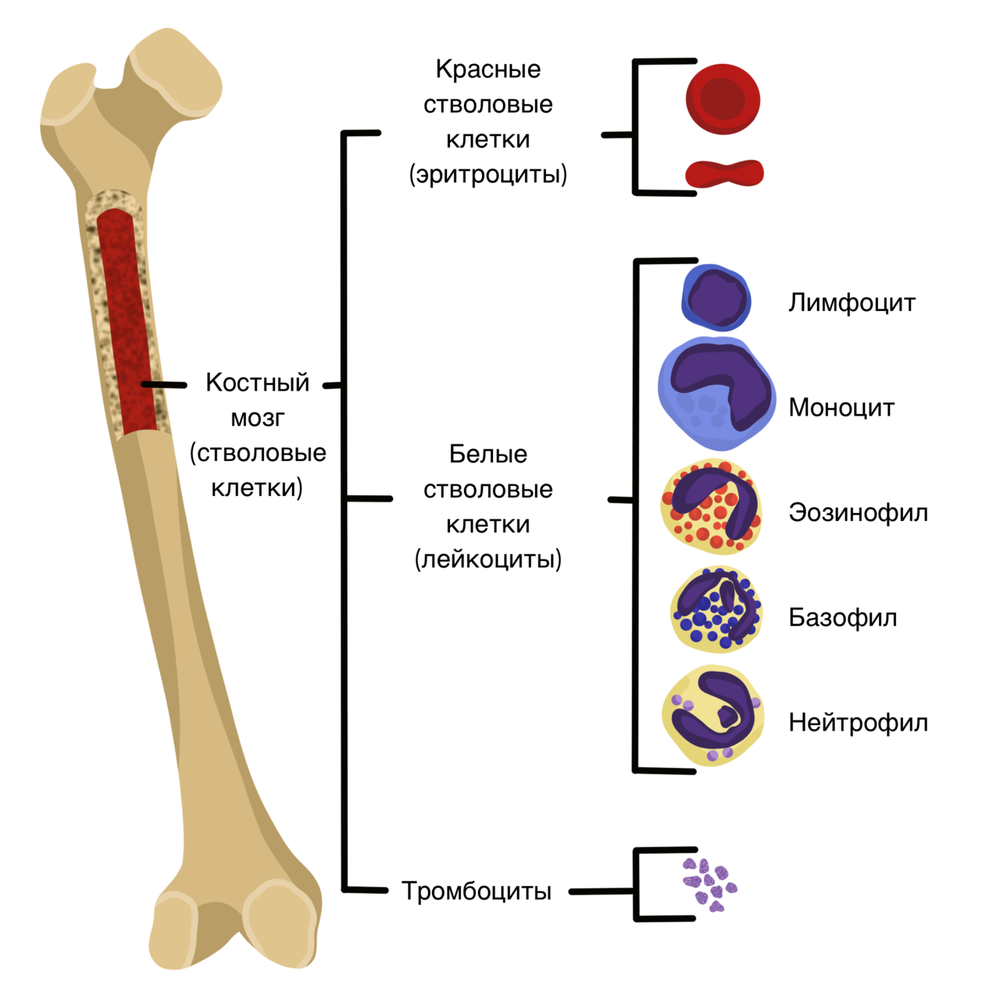 Красные
стволовые
клетки
(эритроциты)
Лимфоцит
Моноцит
Костный
мозг
(стволовые
клетки)
Белые
стволовые
клетки
(лейкоциты)
Эозинофил
Базофил
Нейтрофил
Тромбоциты